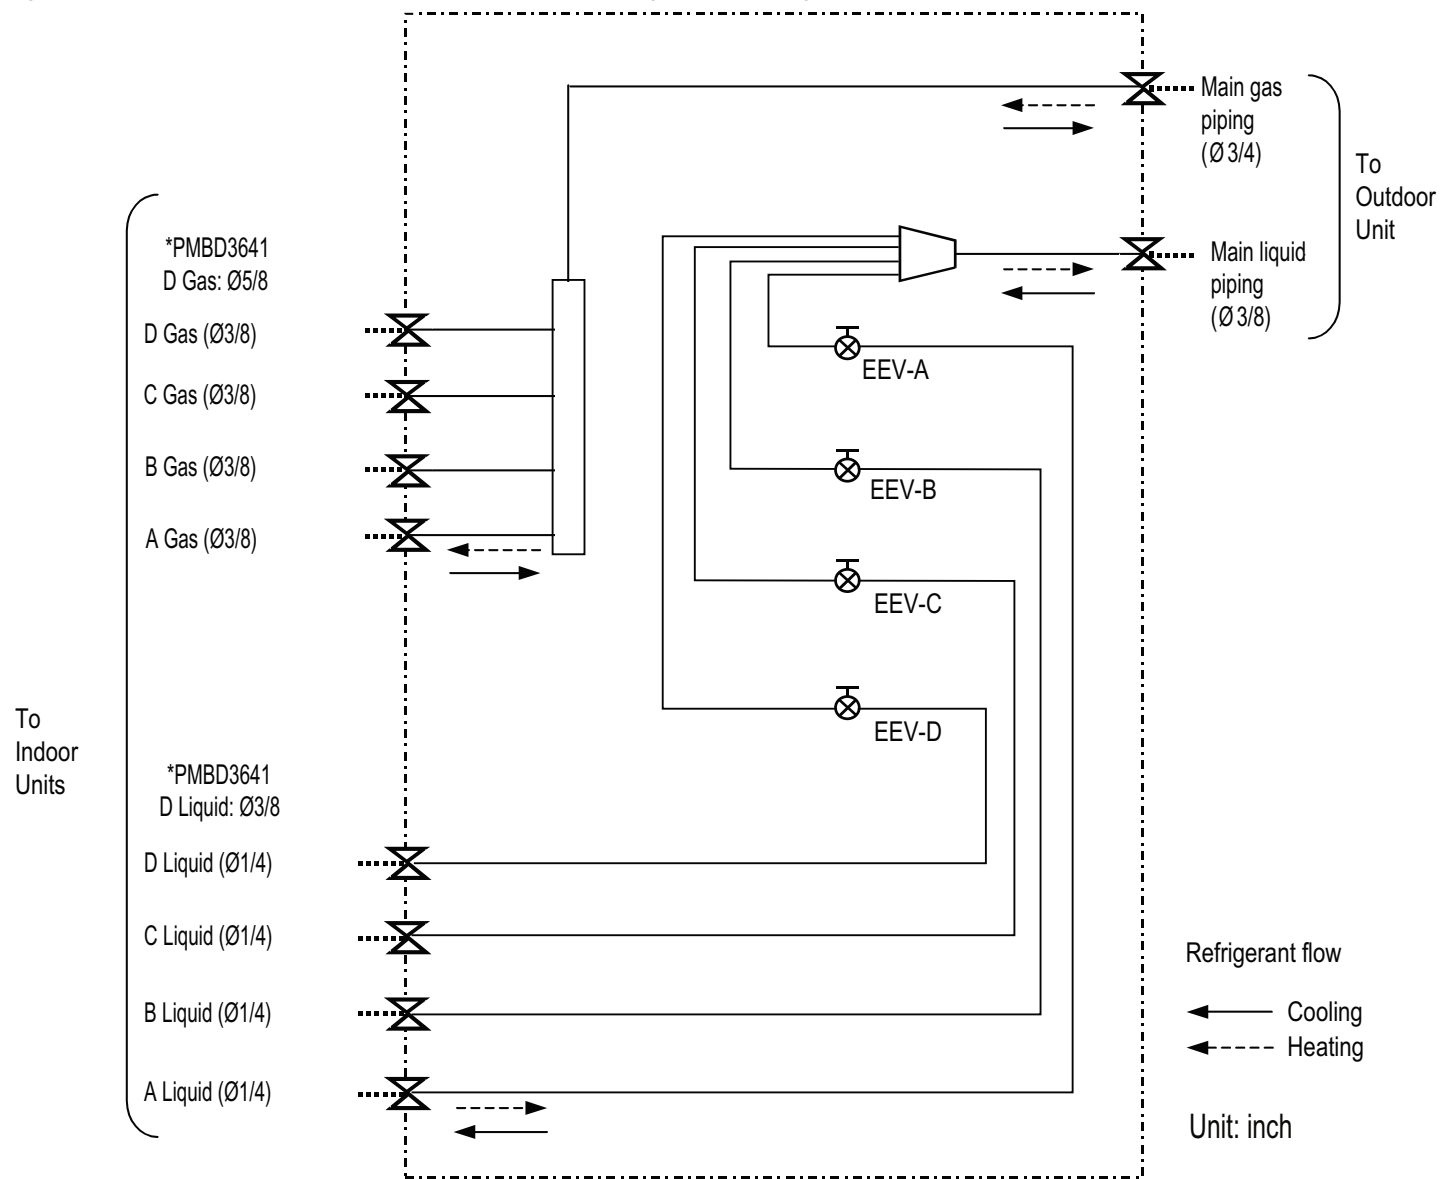 Main gas
piping
(Ø 3/4)
To
Outdoor
Unit
Main liquid
piping
(Ø 3/8)
*PMBD3641
D Gas: Ø5/8
D Gas (Ø3/8)
C Gas (Ø3/8)
B Gas (Ø3/8)
A Gas (Ø3/8)
EEV-A
EEV-B
EEV-C
EEV-D
To
Indoor
Units
*PMBD3641
D Liquid: Ø3/8
D Liquid (Ø1/4)
C Liquid (Ø1/4)
B Liquid (Ø1/4)
A Liquid (Ø1/4)
Refrigerant flow
Cooling
Heating
Unit: inch